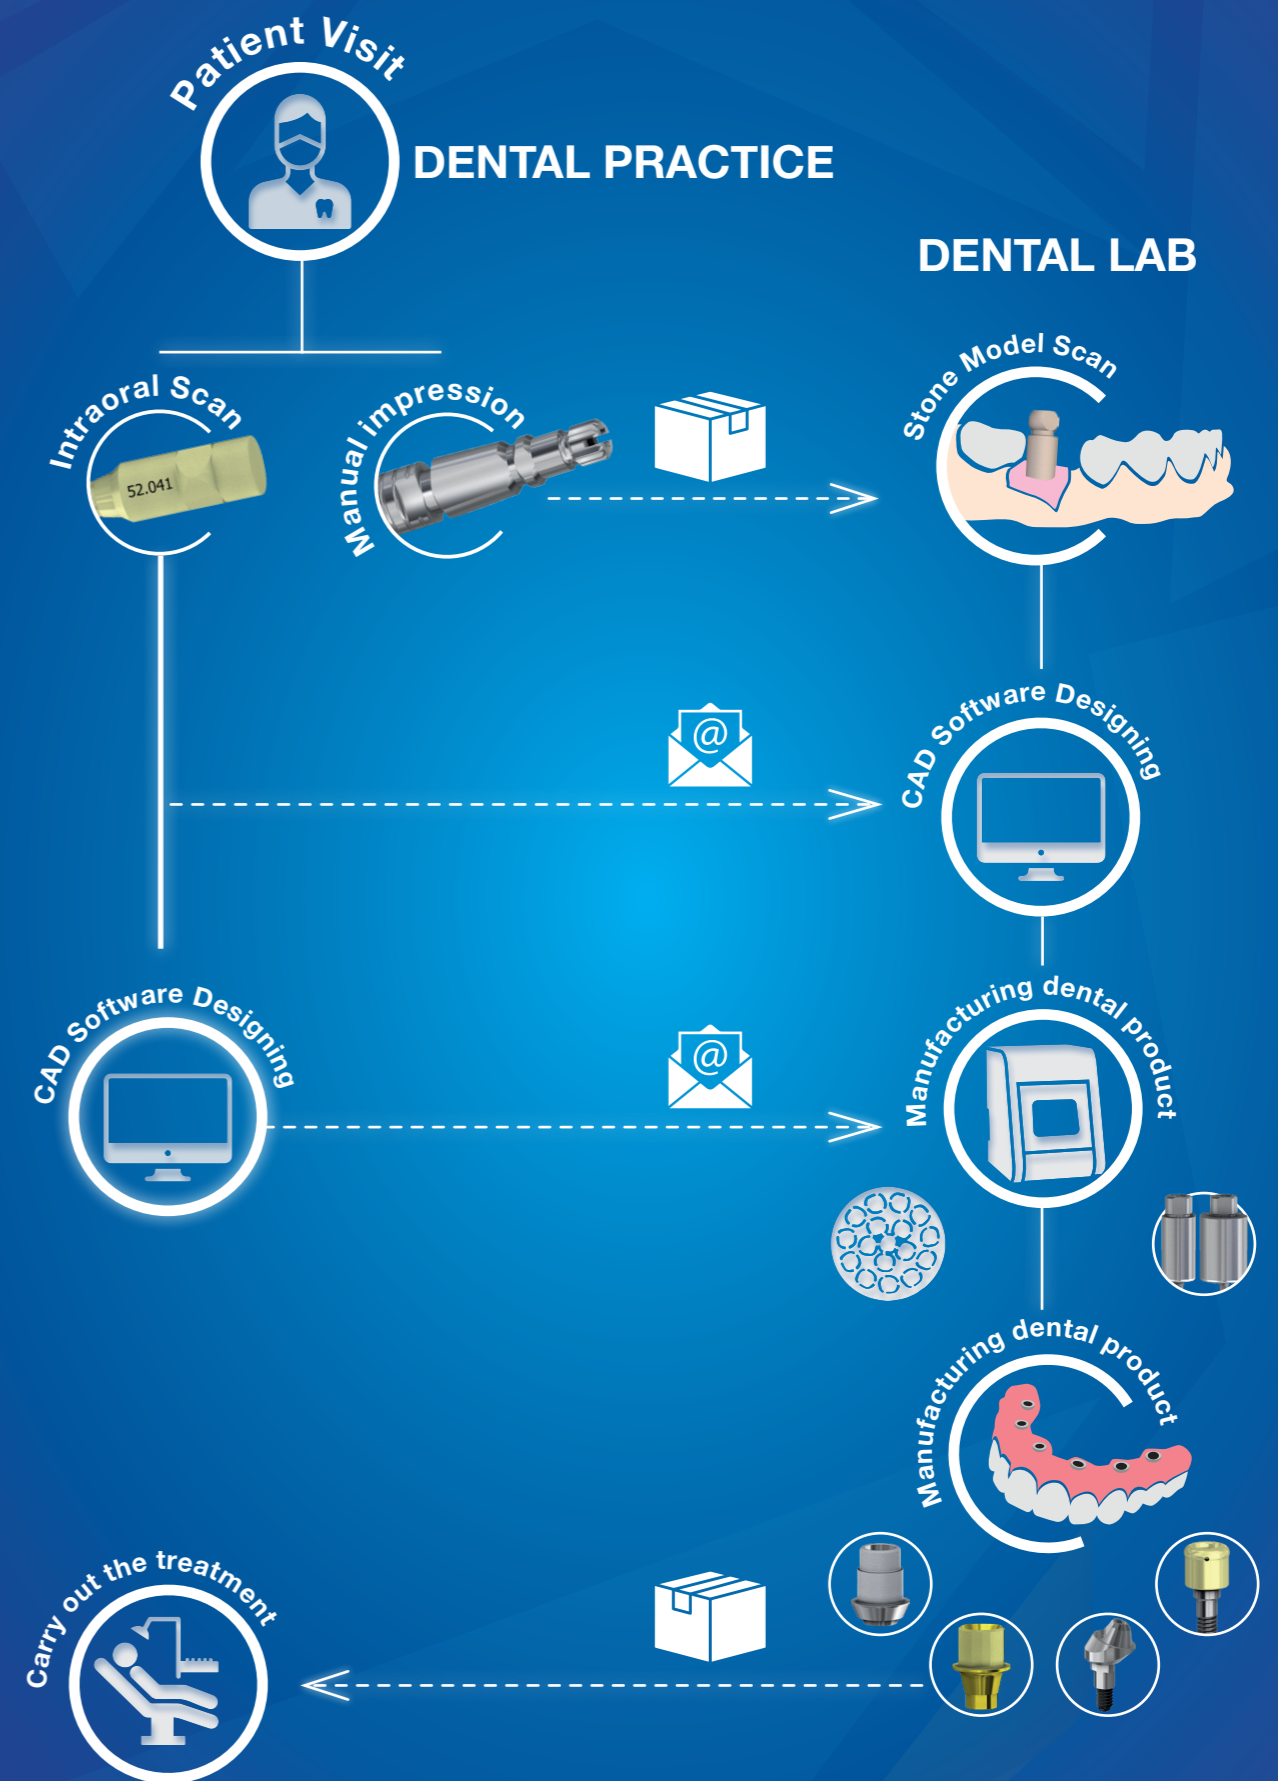 Patient Visit
DENTAL PRACTICE
DENTAL LAB
Intraoral Scan
52.041
Manual impression
Stone Model Scan
@
CAD Software Designing
CAD Software Designing
@
Manufacturing dental product
Manufacturing dental product
Carry out the treatment